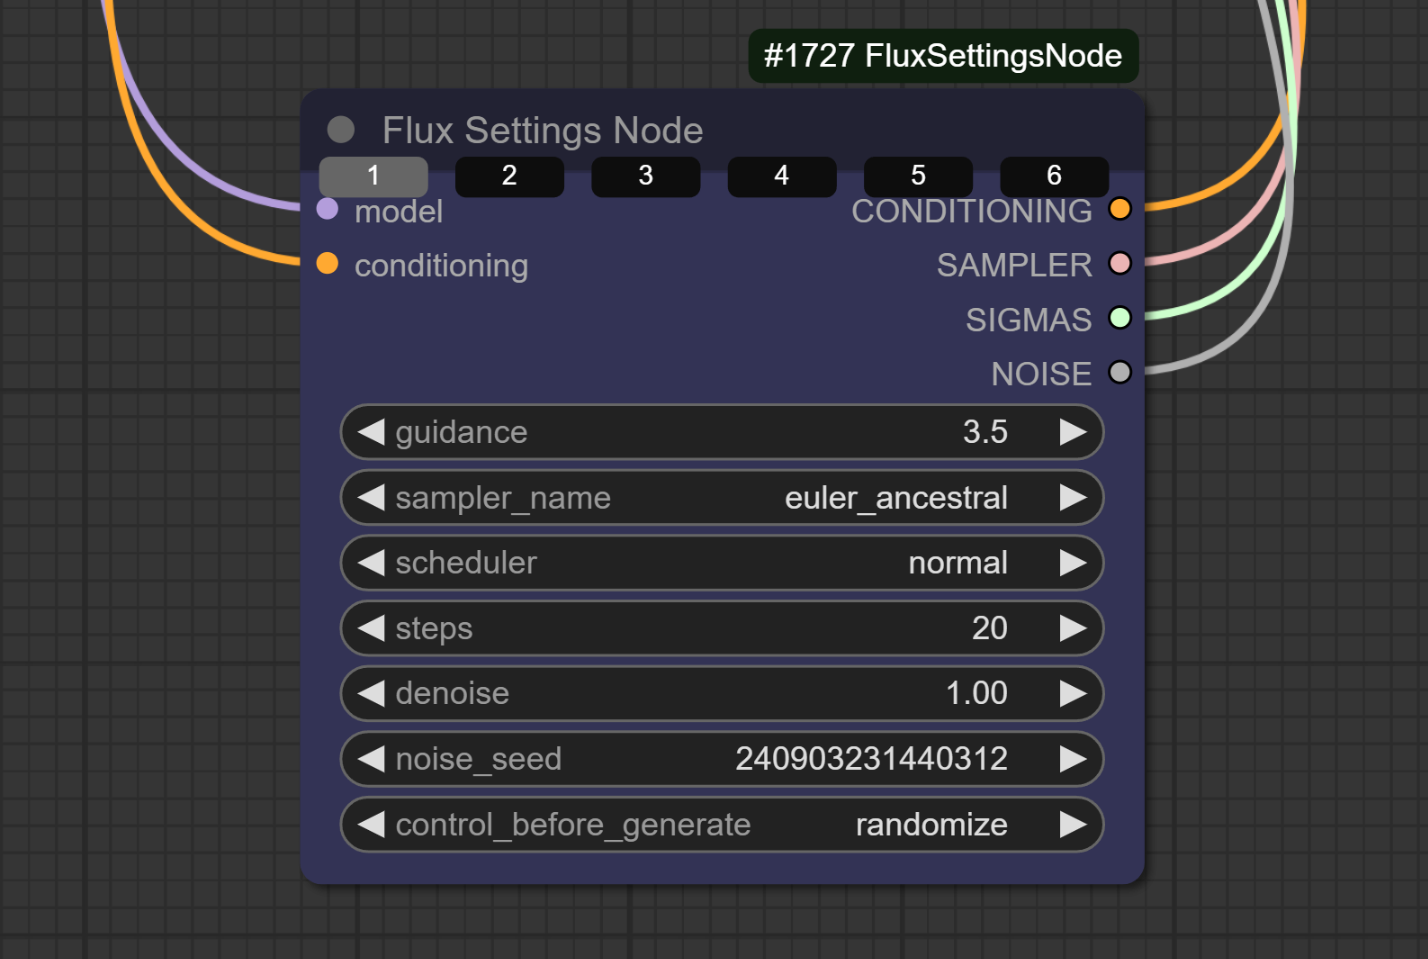 #1727 FluxSettingsNode
Flux Settings Node
1 2 3 4 5 6
model CONDITIONING
conditioning SAMPLER
SIGMAS
NOISE
guidance 3.5
sampler_name euler_ancestral
scheduler normal
steps 20
denoise 1.00
noise_seed 240903231440312
control_before_generate randomize